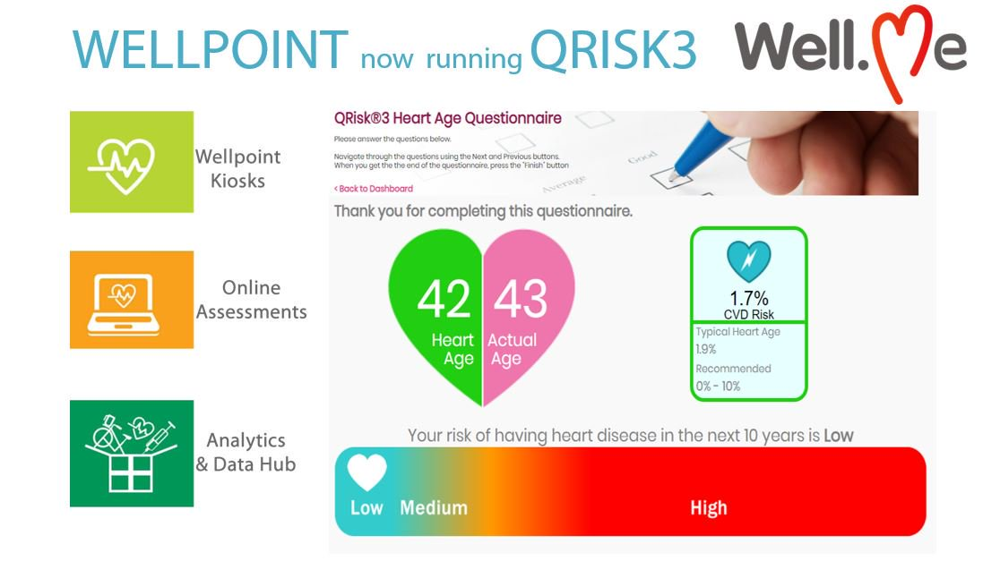 WELLPOINT now running QRISK3
Well.Me
Wellpoint
Kiosks
Online
Assessments
Analytics
& Data Hub
QRisk®3 Heart Age Questionnaire
Please answer the questions below.
Navigate through the questions using the Next and Previous buttons.
When you get the the end of the questionnaire, press the "Finish" button
< Back to Dashboard
Good
Average
Thank you for completing this questionnaire.
42
Heart
Age
43
Actual
Age
1.7%
CVD Risk
Typical Heart Age
1.9%
Recommended
0% - 10%
Your risk of having heart disease in the next 10 years is Low
Low
Medium
High